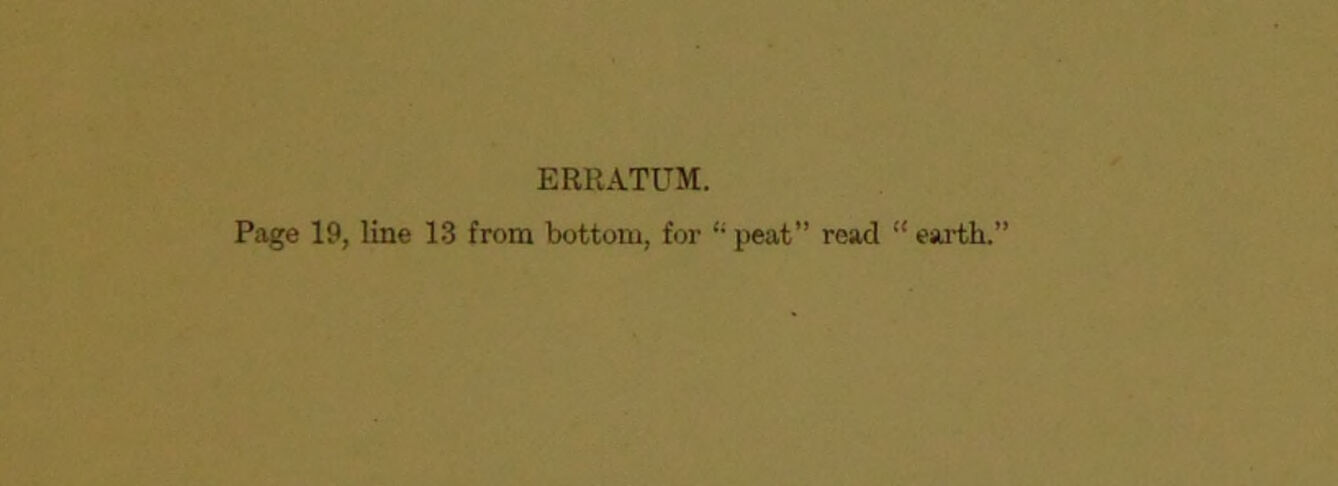 ERRATUM.
Page 19, line 13 from bottom, for “peat” read “earth.”